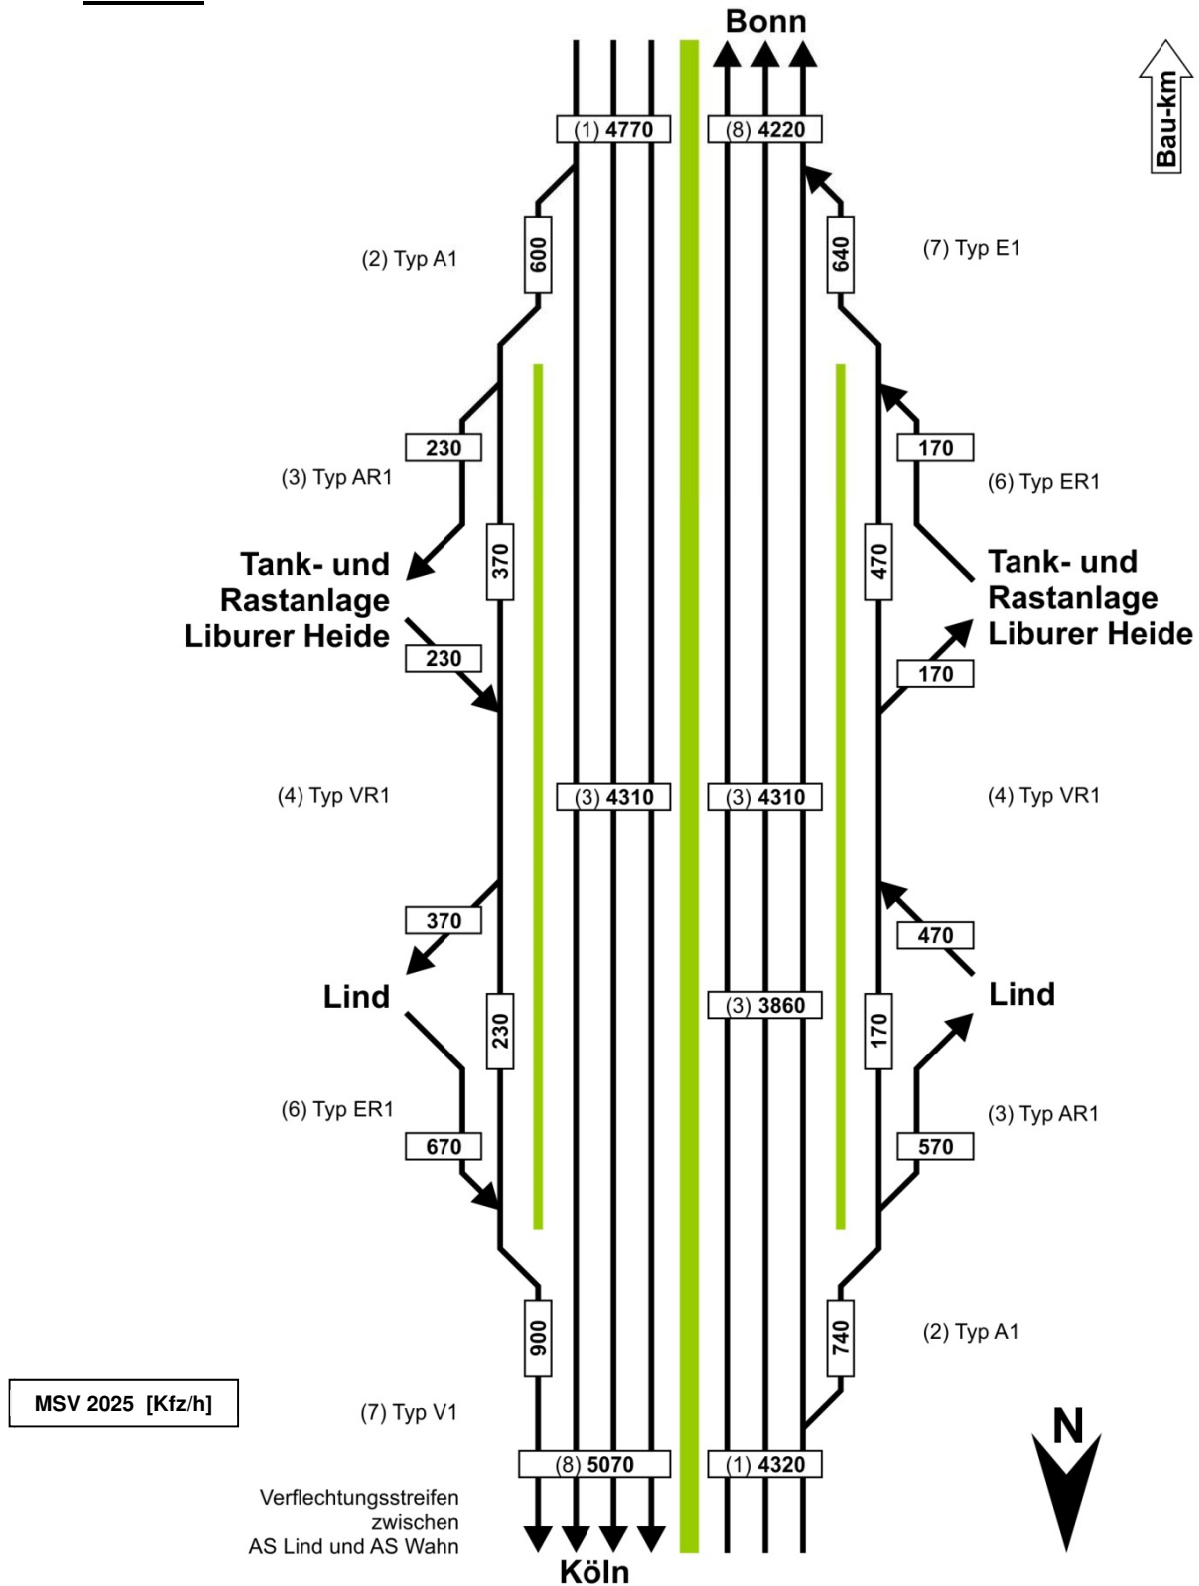 Bonn
Bau-km
(1) 4770
(8) 4220
600
640
(2) Typ A1
(7) Typ E1
230
170
(3) Typ AR1
(6) Typ ER1
370
470
Tank- und
Rastanlage
Liburer Heide
Tank- und
Rastanlage
Liburer Heide
230
170
(4) Typ VR1
(3) 4310
(3) 4310
(4) Typ VR1
370
470
Lind
Lind
(3) 3860
230
170
(6) Typ ER1
(3) Typ AR1
670
570
900
740
(2) Typ A1
MSV 2025 [Kfz/h]
(7) Typ V1
N
(8) 5070
(1) 4320
Verflechtungsstreifen
zwischen
AS Lind und AS Wahn
Köln